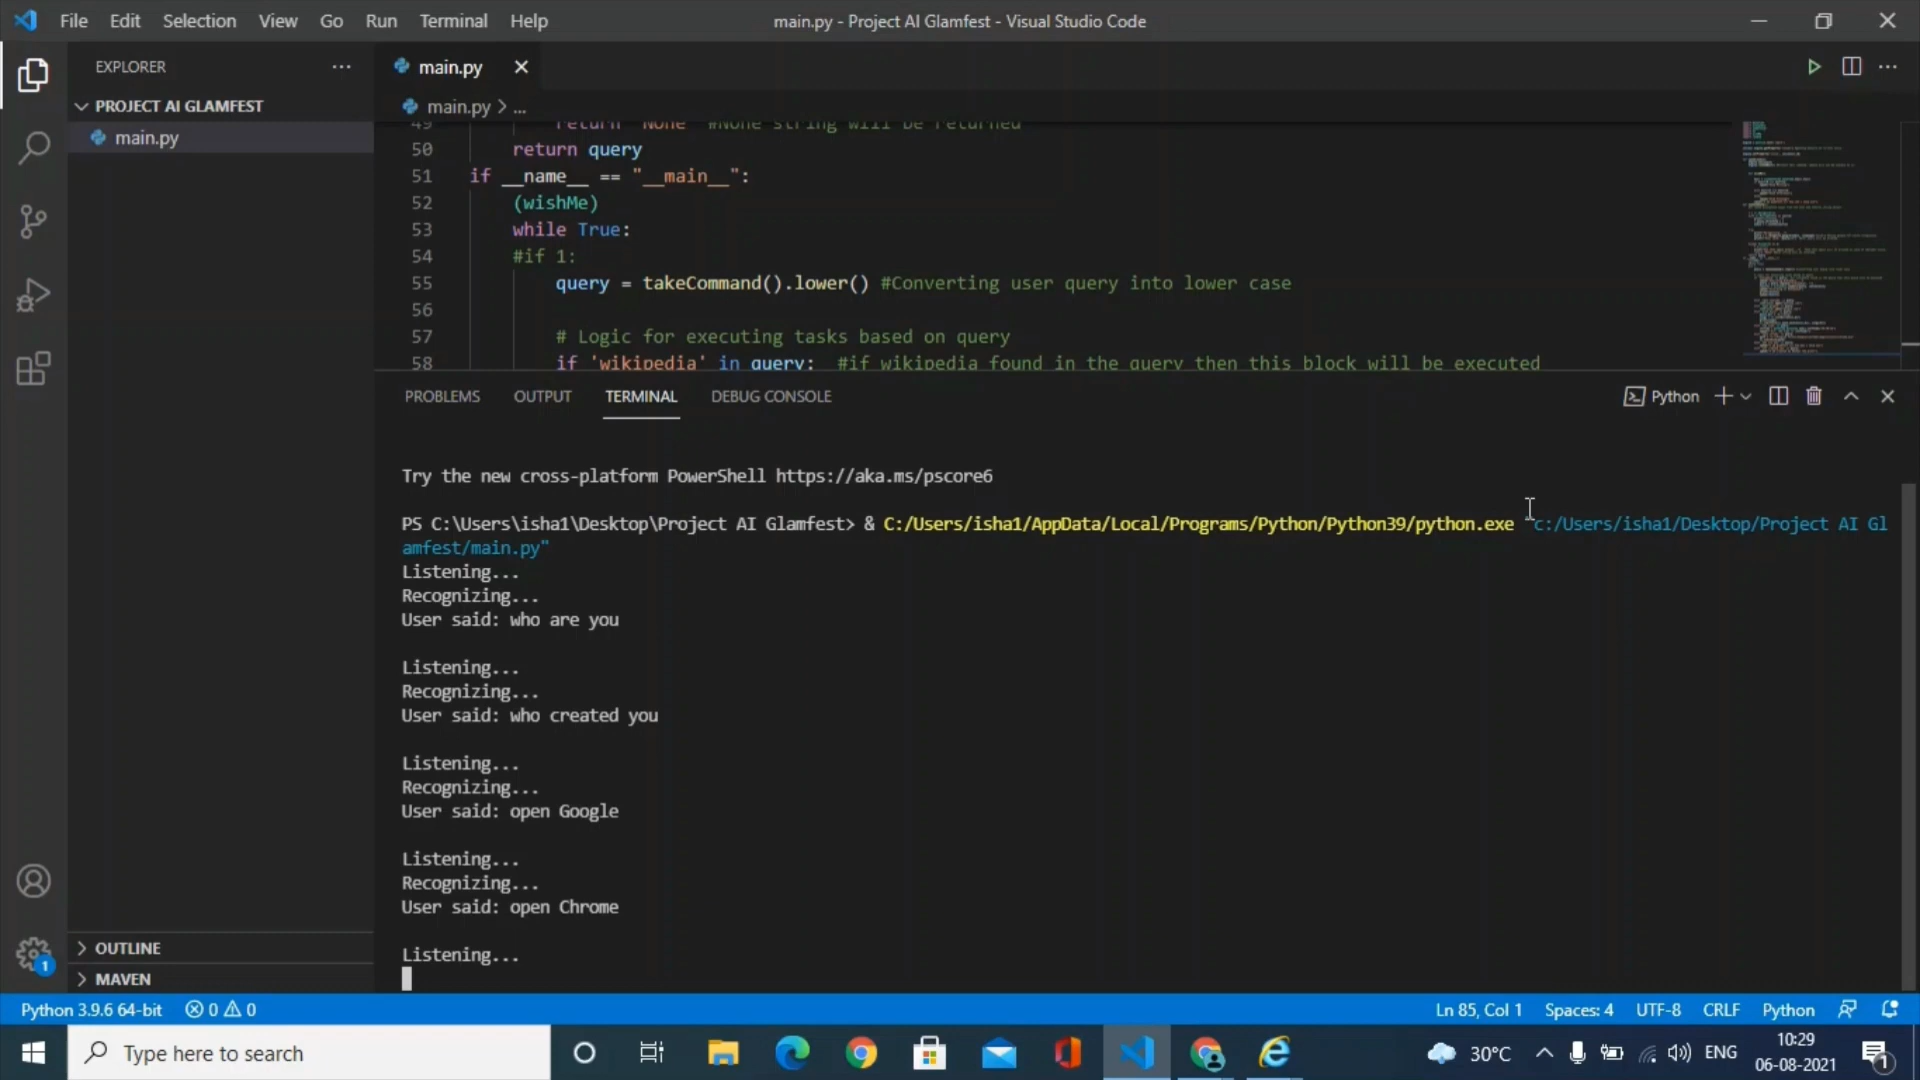 File Edit Selection View Go Run Terminal Help
main.py - Project AI Glamfest - Visual Studio Code
EXPLORER
PROJECT AI GLAMFEST
main.py
main.py
main.py > ...
49 return "None" #None string will be returned
50 return query
51 if __name__ == "__main__":
52 (wishMe)
53 while True:
54 #if 1:
55 query = takeCommand().lower() #Converting user query into lower case
56
57 # Logic for executing tasks based on query
58 if 'wikipedia' in query: #if wikipedia found in the query then this block will be executed
PROBLEMS OUTPUT TERMINAL DEBUG CONSOLE
Python
Try the new cross-platform PowerShell https://aka.ms/pscore6
PS C:\Users\isha1\Desktop\Project AI Glamfest> & C:/Users/isha1/AppData/Local/Programs/Python/Python39/python.exe "c:/Users/isha1/Desktop/Project AI Gl
amfest/main.py"
Listening...
Recognizing...
User said: who are you
Listening...
Recognizing...
User said: who created you
Listening...
Recognizing...
User said: open Google
Listening...
Recognizing...
User said: open Chrome
Listening...
OUTLINE
MAVEN
1
Python 3.9.6 64-bit 0 0
Ln 85, Col 1 Spaces: 4 UTF-8 CRLF Python
Type here to search
30°C
ENG
10:29
06-08-2021
1